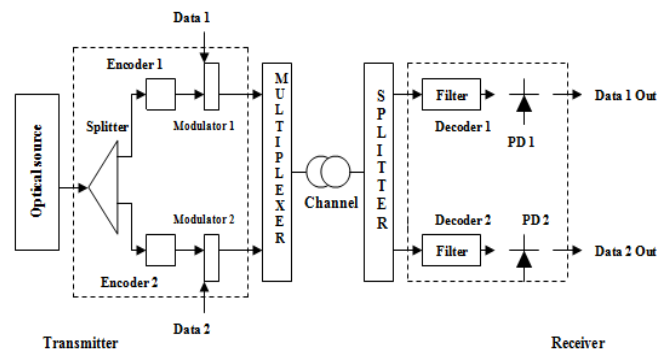 Data 1
Encoder 1
Splitter
Modulator 1
Optical source
MULTIPLEXER
Modulator 2
Encoder 2
Data 2
Transmitter
Channel
SPLITTER
Filter
Decoder 1
PD 1
Data 1 Out
Decoder 2
PD 2
Filter
Data 2 Out
Receiver